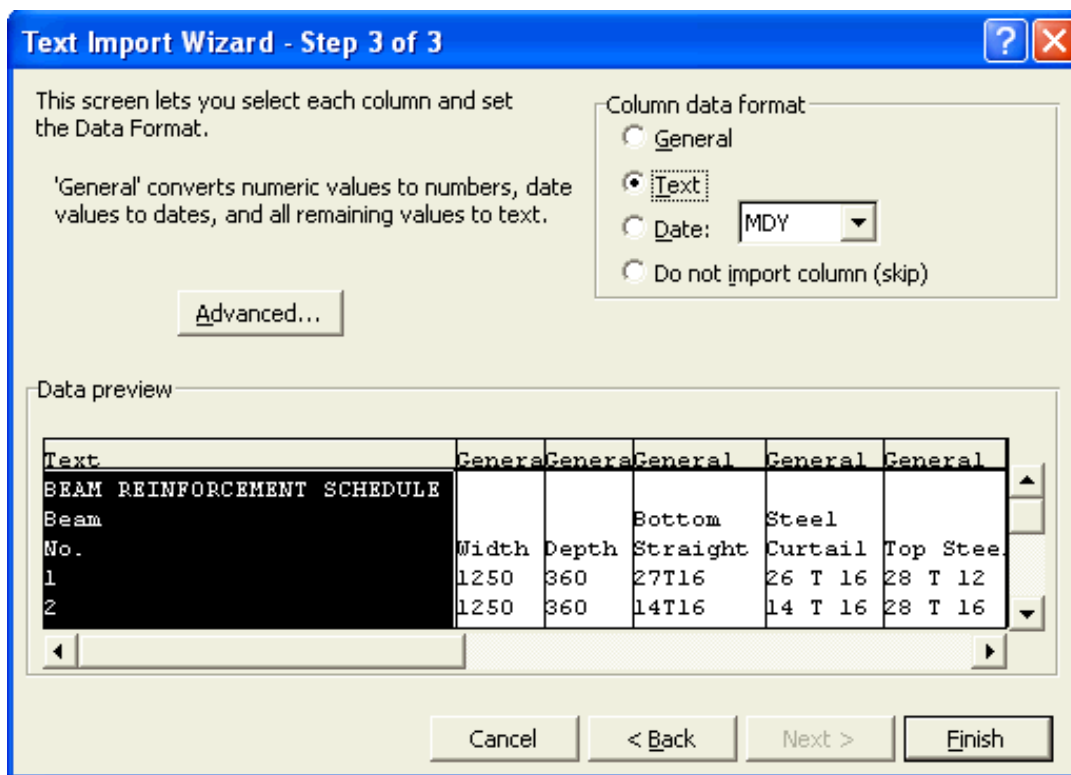 Text Import Wizard - Step 3 of 3
This screen lets you select each column and set
the Data Format.
'General' converts numeric values to numbers, date
values to dates, and all remaining values to text.
Advanced...
Column data format
General
Text
Date: MDY
Do not import column (skip)
Data preview
Text Genera Genera General General General
BEAM REINFORCEMENT SCHEDULE
Beam Bottom Steel
No. Width Depth Straight Curtail Top Stee
1 1250 360 27T16 26 T 16 28 T 12
2 1250 360 14T16 14 T 16 28 T 16
Cancel < Back Next > Finish